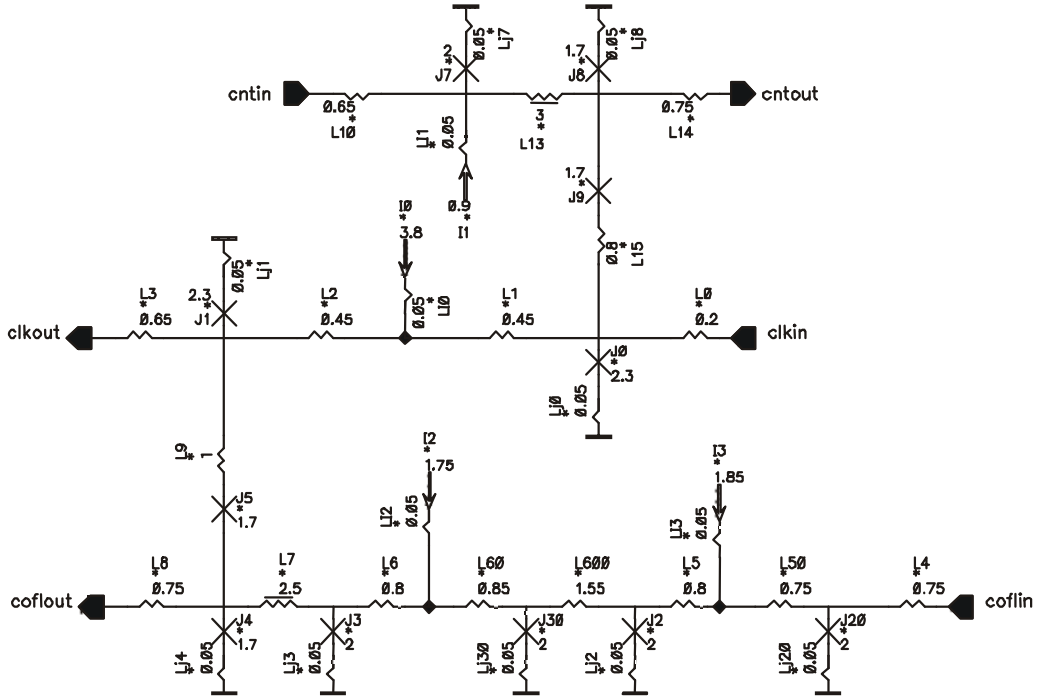 0.05
*
Lj7
0.05
*
Lj8
2
*
J7
1.7
*
J8
cntin
cntout
0.65
*
L10
LI1
*
0.05
3
*
L13
0.75
*
L14
1.7
*
J9
0.9
*
I1
I0
*
3.8
0.8
*
L15
0.05
*
Lj1
0.05
*
LI0
L3
*
0.65
2.3
*
J1
L2
*
0.45
L1
*
0.45
L0
*
0.2
clkout
clkin
J0
*
2.3
Lj0
*
0.05
L9
*
1
I2
*
1.75
I3
*
1.85
J5
*
1.7
LI2
*
0.05
LI3
*
0.05
L8
*
0.75
L7
*
2.5
L6
*
0.8
L60
*
0.85
L600
*
1.55
L5
*
0.8
L50
*
0.75
L4
*
0.75
coflout
coflin
J4
*
1.7
J3
*
2
J30
*
2
J2
*
2
J20
*
2
Lj4
*
0.05
Lj3
*
0.05
Lj30
*
0.05
Lj2
*
0.05
Lj20
*
0.05